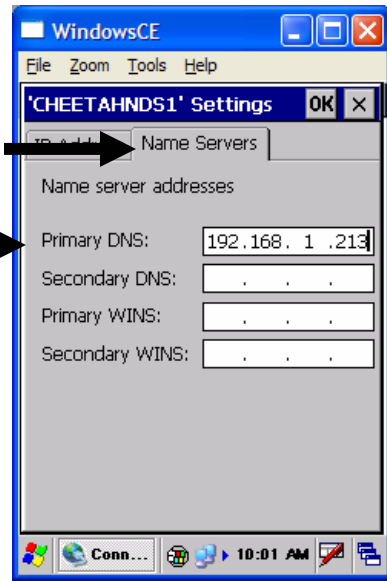 WindowsCE
File Zoom Tools Help
'CHEETAHNDS1' Settings OK ×
Name Servers
Name server addresses
Primary DNS: 192.168. 1 .213
Secondary DNS: . . .
Primary WINS: . . .
Secondary WINS: . . .
Conn... 10:01 AM